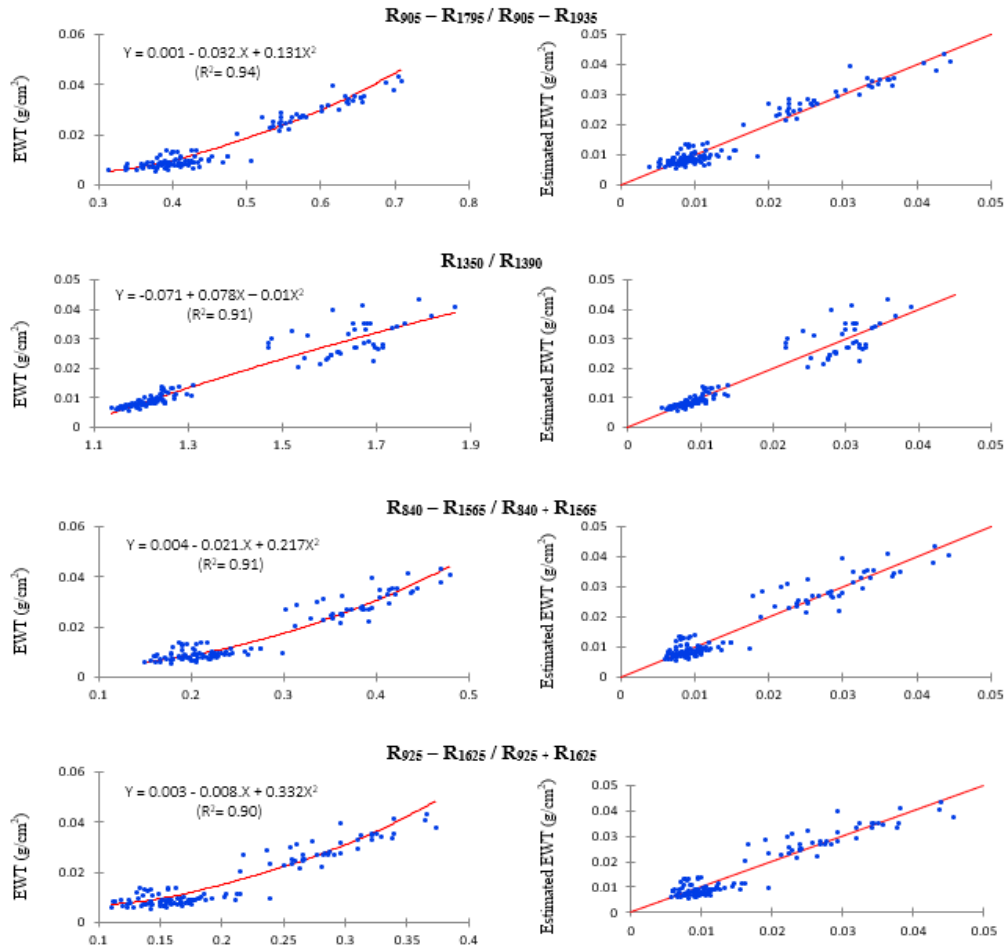 R905 – R1795 / R905 – R1935
Y = 0.001 - 0.032.X + 0.131X²
(R²= 0.94)
EWT (g/cm²)
0.06
0.04
0.02
0
0.3 0.4 0.5 0.6 0.7 0.8
Estimated EWT (g/cm²)
0.05
0.04
0.03
0.02
0.01
0
0 0.01 0.02 0.03 0.04 0.05
R1350 / R1390
Y = -0.071 + 0.078X – 0.01X²
(R²= 0.91)
EWT (g/cm²)
0.05
0.04
0.03
0.02
0.01
0
1.1 1.3 1.5 1.7 1.9
Estimated EWT (g/cm²)
0.05
0.04
0.03
0.02
0.01
0
0 0.01 0.02 0.03 0.04 0.05
R840 – R1565 / R840 + R1565
Y = 0.004 - 0.021.X + 0.217X²
(R²= 0.91)
EWT (g/cm²)
0.06
0.04
0.02
0
0.1 0.2 0.3 0.4 0.5
Estimated EWT (g/cm²)
0.05
0.04
0.03
0.02
0.01
0
0 0.01 0.02 0.03 0.04 0.05
R925 – R1625 / R925 + R1625
Y = 0.003 - 0.008.X + 0.332X²
(R²= 0.90)
EWT (g/cm²)
0.06
0.04
0.02
0
0.1 0.15 0.2 0.25 0.3 0.35 0.4
Estimated EWT (g/cm²)
0.05
0.04
0.03
0.02
0.01
0
0 0.01 0.02 0.03 0.04 0.05